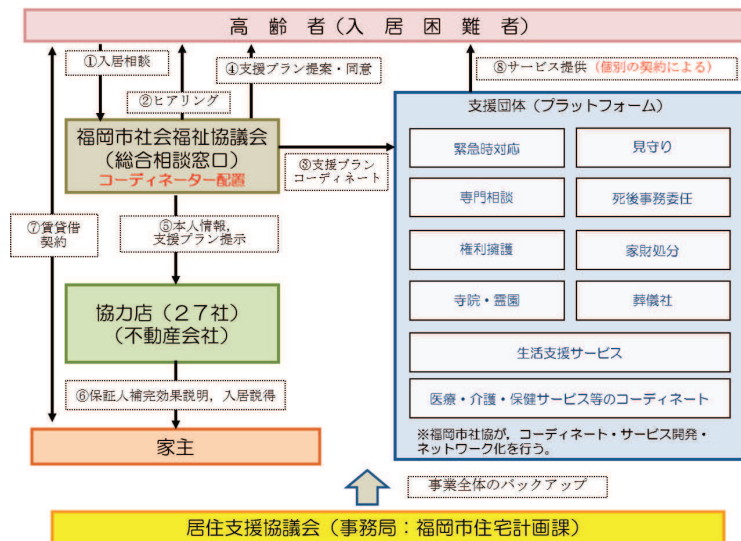 高齢者(入居困難者)
①入居相談
②ヒアリング
④支援プラン提案・同意
⑧サービス提供(個別の契約による)
福岡市社会福祉協議会
(総合相談窓口)
コーディネーター配置
③支援プラン
コーディネート
⑦賃貸借
契約
⑤本人情報,
支援プラン提示
協力店(27社)
(不動産会社)
⑥保証人補完効果説明,入居説得
家主
支援団体(プラットフォーム)
緊急時対応
見守り
専門相談
死後事務委任
権利擁護
家財処分
寺院・霊園
葬儀社
生活支援サービス
医療・介護・保健サービス等のコーディネート
※福岡市社協が,コーディネート・サービス開発・
ネットワーク化を行う。
事業全体のバックアップ
居住支援協議会(事務局:福岡市住宅計画課)